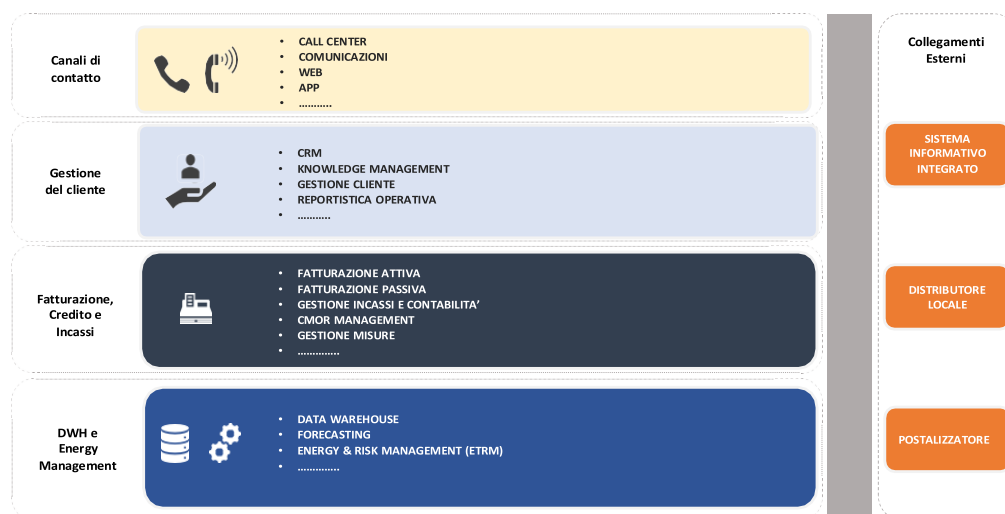 Canali di
contatto
• CALL CENTER
• COMUNICAZIONI
• WEB
• APP
• ………..
Gestione
del cliente
• CRM
• KNOWLEDGE MANAGEMENT
• GESTIONE CLIENTE
• REPORTISTICA OPERATIVA
• ………..
Fatturazione,
Credito e
Incassi
• FATTURAZIONE ATTIVA
• FATTURAZIONE PASSIVA
• GESTIONE INCASSI E CONTABILITA’
• CMOR MANAGEMENT
• GESTIONE MISURE
• …………..
DWH e
Energy
Management
• DATA WAREHOUSE
• FORECASTING
• ENERGY & RISK MANAGEMENT (ETRM)
• …………..
Collegamenti
Esterni
SISTEMA
INFORMATIVO
INTEGRATO
DISTRIBUTORE
LOCALE
POSTALIZZATORE